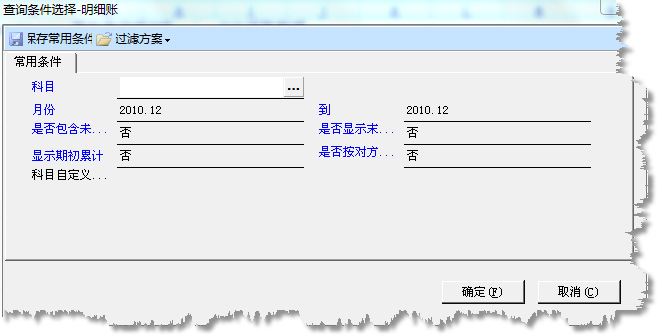 查询条件选择-明细账
保存常用条件 过滤方案
常用条件
科目 ...
月份 2010.12 到 2010.12
是否包含未... 否 是否显示未... 否
显示期初累计 否 是否按对方... 否
科目自定义...
确定(F) 取消(C)